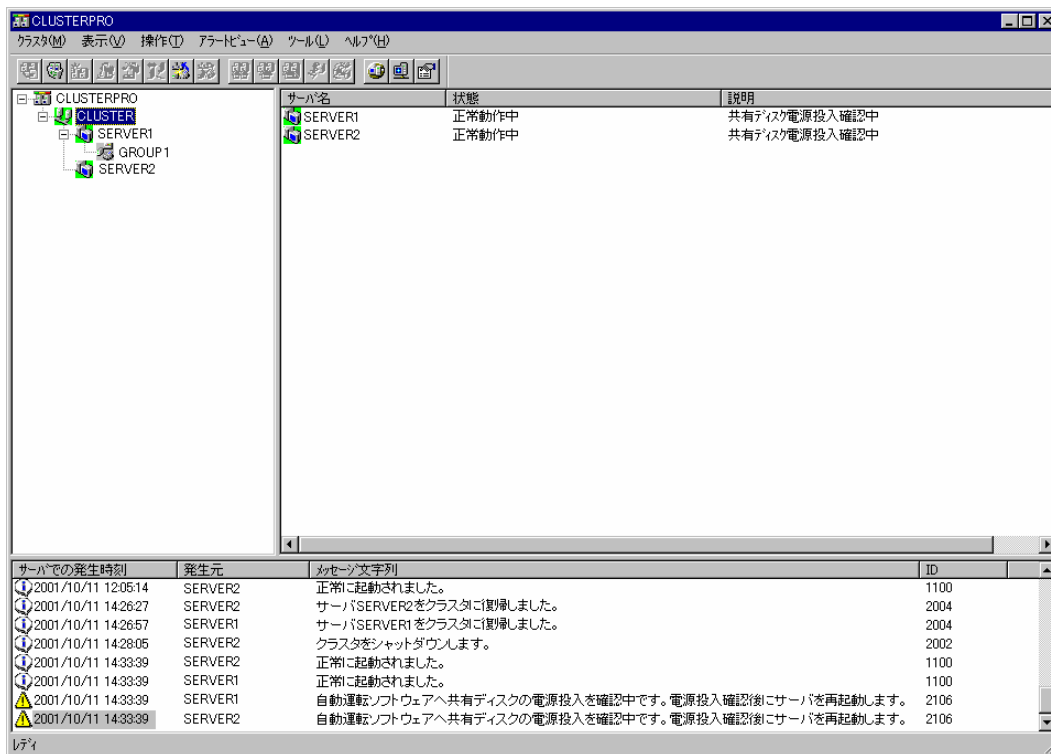 CLUSTERPRO
クラスタ(M) 表示(V) 操作(T) アラートビュー(A) ツール(L) ヘルプ(H)
CLUSTERPRO
CLUSTER
SERVER1
GROUP1
SERVER2
サーバ名 状態 説明
SERVER1 正常動作中 共有ディスク電源投入確認中
SERVER2 正常動作中 共有ディスク電源投入確認中
サーバでの発生時刻 発生元 メッセージ文字列 ID
2001/10/11 12:05:14 SERVER2 正常に起動されました。 1100
2001/10/11 14:26:27 SERVER2 サーバSERVER2をクラスタに復帰しました。 2004
2001/10/11 14:26:57 SERVER1 サーバSERVER1をクラスタに復帰しました。 2004
2001/10/11 14:28:05 SERVER2 クラスタをシャットダウンします。 2002
2001/10/11 14:33:39 SERVER2 正常に起動されました。 1100
2001/10/11 14:33:39 SERVER1 正常に起動されました。 1100
2001/10/11 14:33:39 SERVER1 自動運転ソフトウェアへ共有ディスクの電源投入を確認中です。電源投入確認後にサーバを再起動します。 2106
2001/10/11 14:33:39 SERVER2 自動運転ソフトウェアへ共有ディスクの電源投入を確認中です。電源投入確認後にサーバを再起動します。 2106
レディ